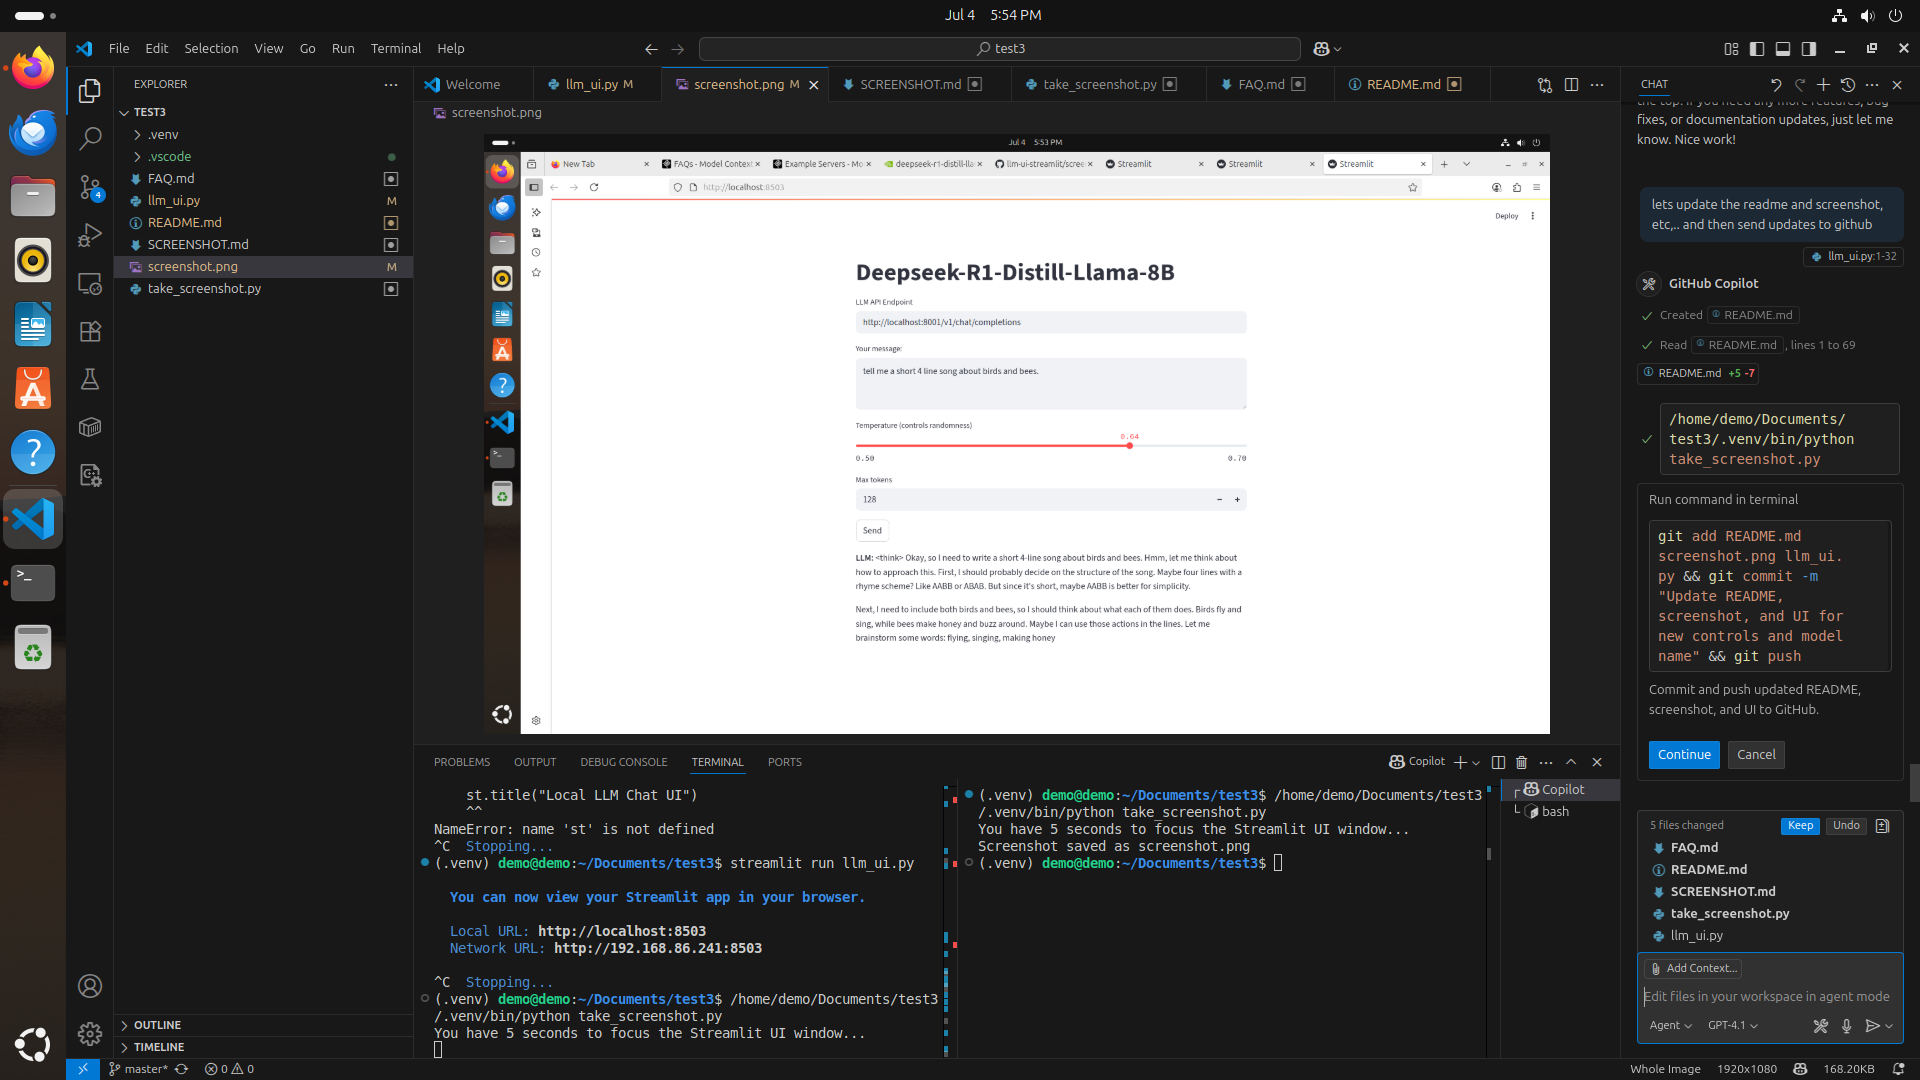 Jul 4 5:54 PM
File Edit Selection View Go Run Terminal Help
test3
EXPLORER
TEST3
.venv
.vscode
FAQ.md
llm_ui.py M
README.md
SCREENSHOT.md
screenshot.png M
take_screenshot.py
OUTLINE
TIMELINE
4
Welcome
llm_ui.py M
screenshot.png M
SCREENSHOT.md
take_screenshot.py
FAQ.md
README.md
screenshot.png
Jul 4 5:53 PM
New Tab
FAQs - Model Context
Example Servers - Mo
deepseek-r1-distill-lla
llm-ui-streamlit/scree
Streamlit
Streamlit
Streamlit
http://localhost:8503
Deploy
Deepseek-R1-Distill-Llama-8B
LLM API Endpoint
http://localhost:8001/v1/chat/completions
Your message:
tell me a short 4 line song about birds and bees.
Temperature (controls randomness)
0.64
0.50 0.70
Max tokens
128
Send
LLM: <think> Okay, so I need to write a short 4-line song about birds and bees. Hmm, let me think about
how to approach this. First, I should probably decide on the structure of the song. Maybe four lines with a
rhyme scheme? Like AABB or ABAB. But since it's short, maybe AABB is better for simplicity.
Next, I need to include both birds and bees, so I should think about what each of them does. Birds fly and
sing, while bees make honey and buzz around. Maybe I can use those actions in the lines. Let me
brainstorm some words: flying, singing, making honey
PROBLEMS OUTPUT DEBUG CONSOLE TERMINAL PORTS
Copilot
st.title("Local LLM Chat UI")
^^
NameError: name 'st' is not defined
^C Stopping...
(.venv) demo@demo:~/Documents/test3$ streamlit run llm_ui.py
You can now view your Streamlit app in your browser.
Local URL: http://localhost:8503
Network URL: http://192.168.86.241:8503
^C Stopping...
(.venv) demo@demo:~/Documents/test3$ /home/demo/Documents/test3
/.venv/bin/python take_screenshot.py
You have 5 seconds to focus the Streamlit UI window...
(.venv) demo@demo:~/Documents/test3$ /home/demo/Documents/test3
/.venv/bin/python take_screenshot.py
You have 5 seconds to focus the Streamlit UI window...
Screenshot saved as screenshot.png
(.venv) demo@demo:~/Documents/test3$
Copilot
bash
CHAT
the top. If you need any more features, bug
fixes, or documentation updates, just let me
know. Nice work!
lets update the readme and screenshot,
etc,.. and then send updates to github
llm_ui.py:1-32
GitHub Copilot
Created README.md
Read README.md, lines 1 to 69
README.md +5 -7
/home/demo/Documents/
test3/.venv/bin/python
take_screenshot.py
Run command in terminal
git add README.md
screenshot.png llm_ui.
py && git commit -m
"Update README,
screenshot, and UI for
new controls and model
name" && git push
Commit and push updated README,
screenshot, and UI to GitHub.
Continue Cancel
5 files changed Keep Undo
FAQ.md
README.md
SCREENSHOT.md
take_screenshot.py
llm_ui.py
Add Context...
Edit files in your workspace in agent mode
Agent GPT-4.1
master* 0 0
Whole Image 1920x1080 168.20KB